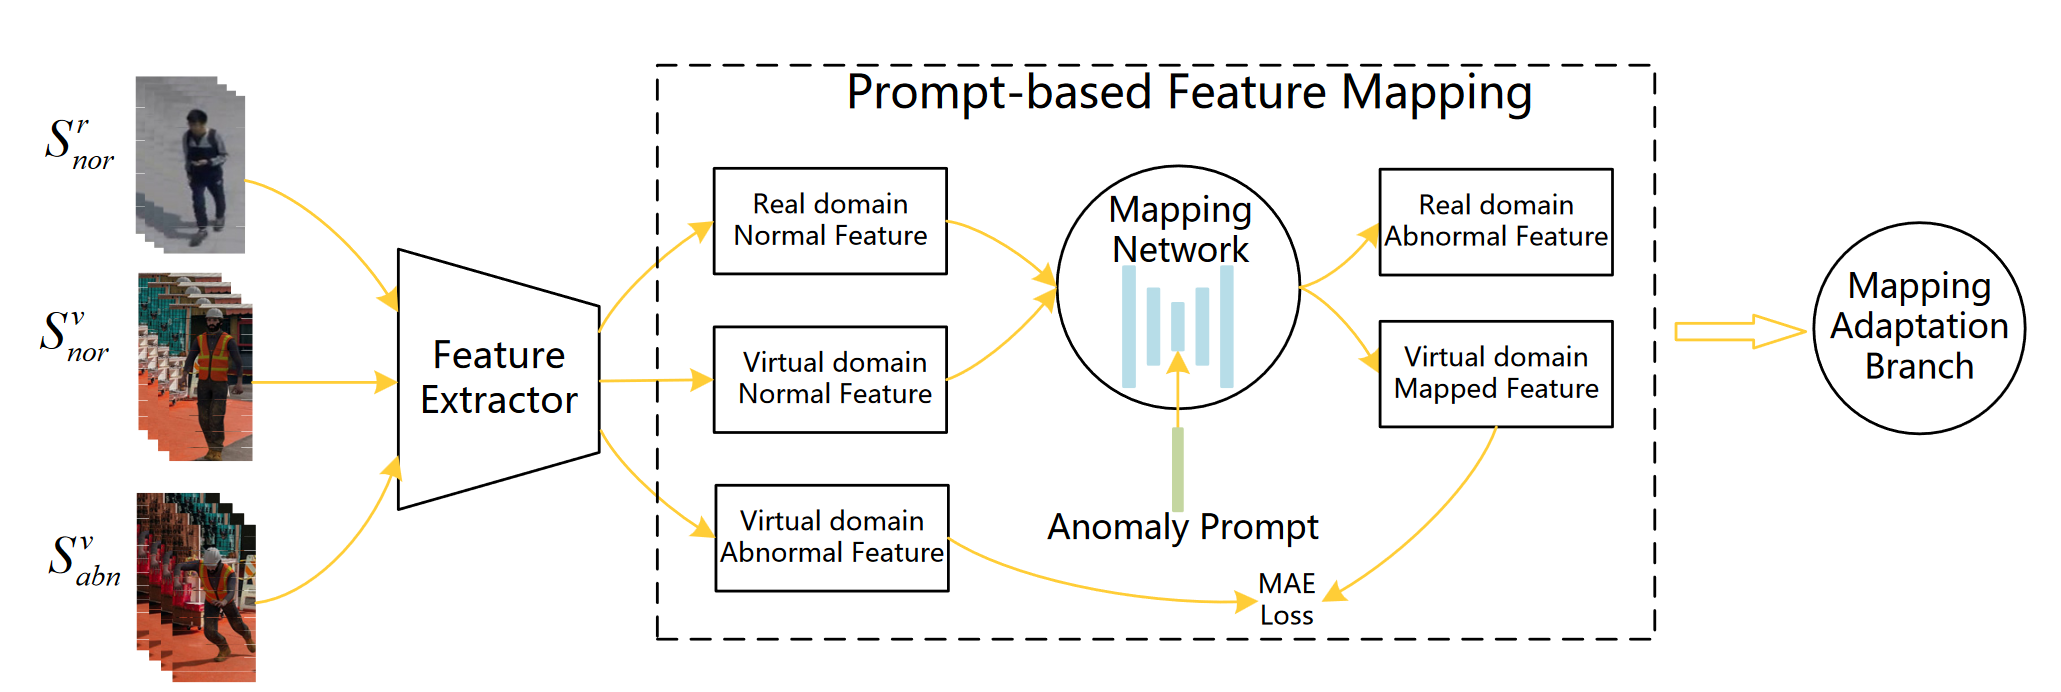 Prompt-based Feature Mapping
S^r_{nor}
S^v_{nor}
S^v_{abn}
Feature
Extractor
Real domain
Normal Feature
Virtual domain
Normal Feature
Virtual domain
Abnormal Feature
Mapping
Network
Anomaly Prompt
Real domain
Abnormal Feature
Virtual domain
Mapped Feature
MAE
Loss
Mapping
Adaptation
Branch